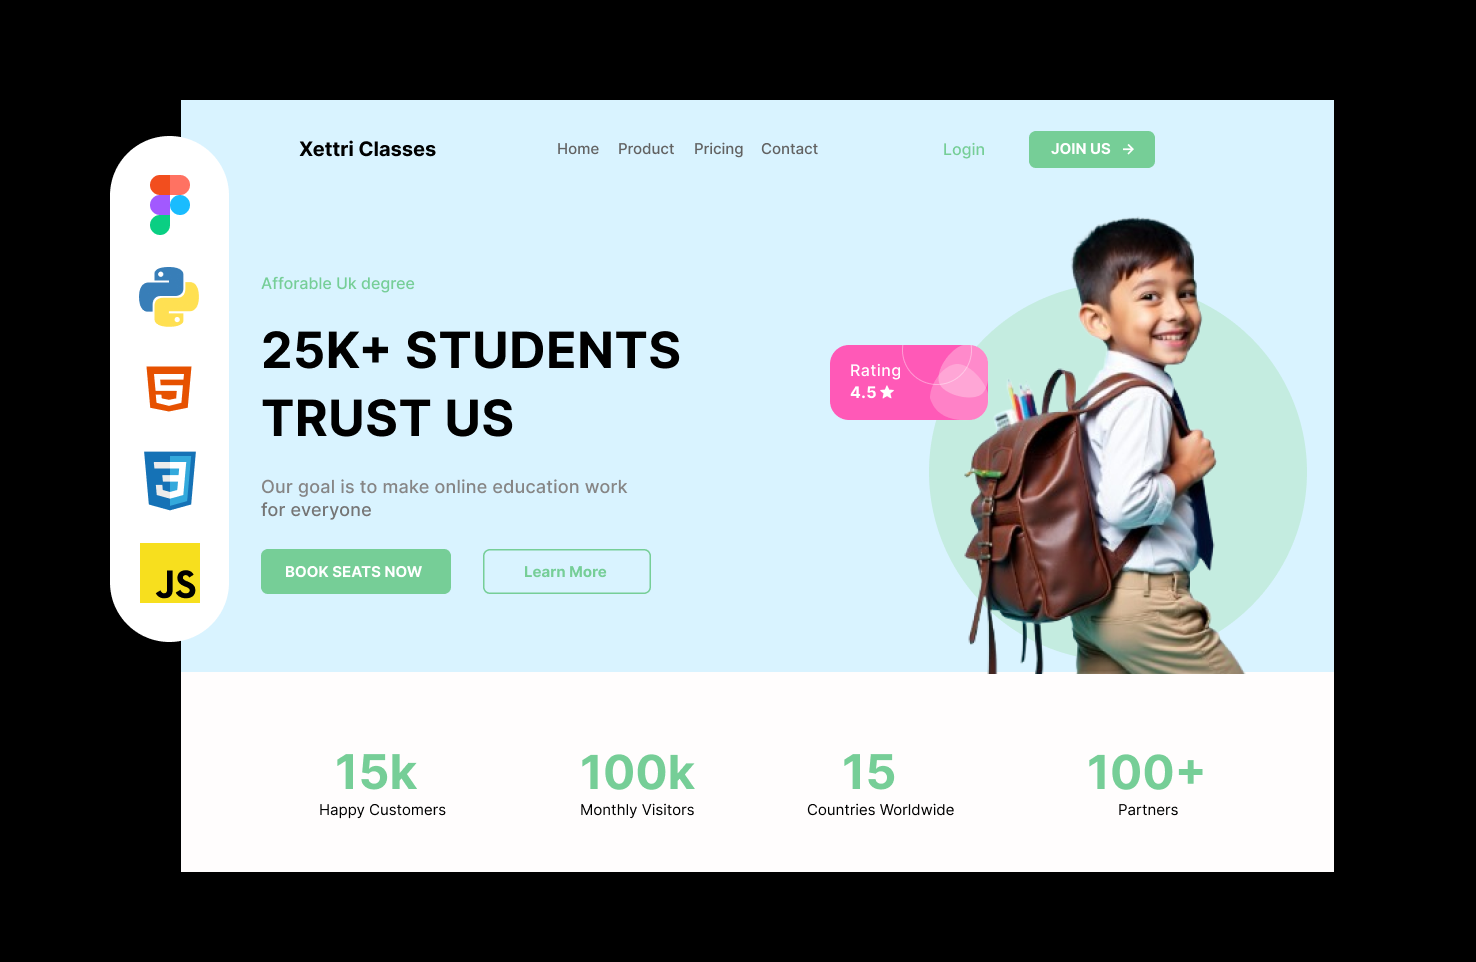 Xettri Classes
Home Product Pricing Contact
Login
JOIN US →
Afforable Uk degree
25K+ STUDENTS
TRUST US
Our goal is to make online education work
for everyone
BOOK SEATS NOW
Learn More
Rating
4.5★
JS
15k
Happy Customers
100k
Monthly Visitors
15
Countries Worldwide
100+
Partners